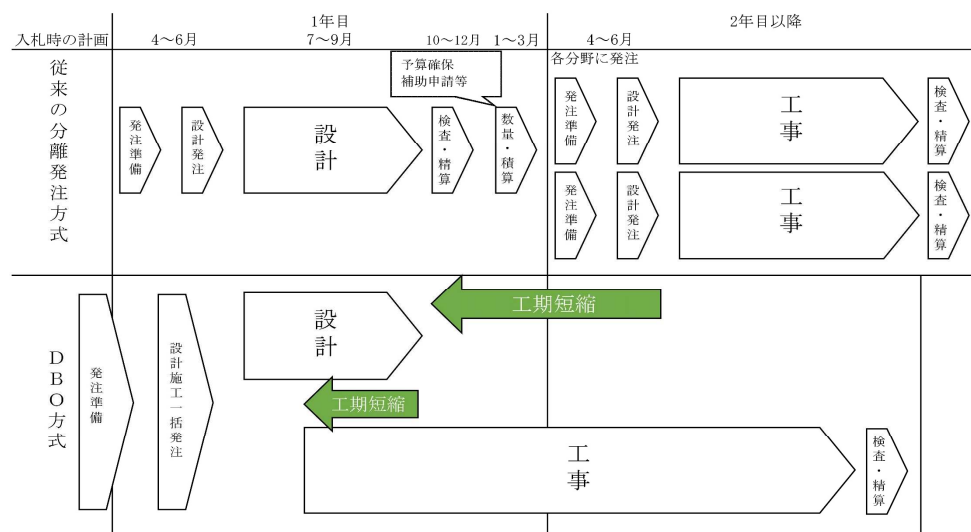 1年目
2年目以降
入札時の計画
4～6月
7～9月
10～12月
1～3月
4～6月
従来の分離発注方式
予算確保
補助申請等
各分野に発注
発注準備
設計発注
設計
検査・精算
数量・積算
発注準備
設計発注
工事
検査・精算
発注準備
設計発注
工事
検査・精算
DBO方式
発注準備
設計施工一括発注
設計
工期短縮
工期短縮
工事
検査・精算